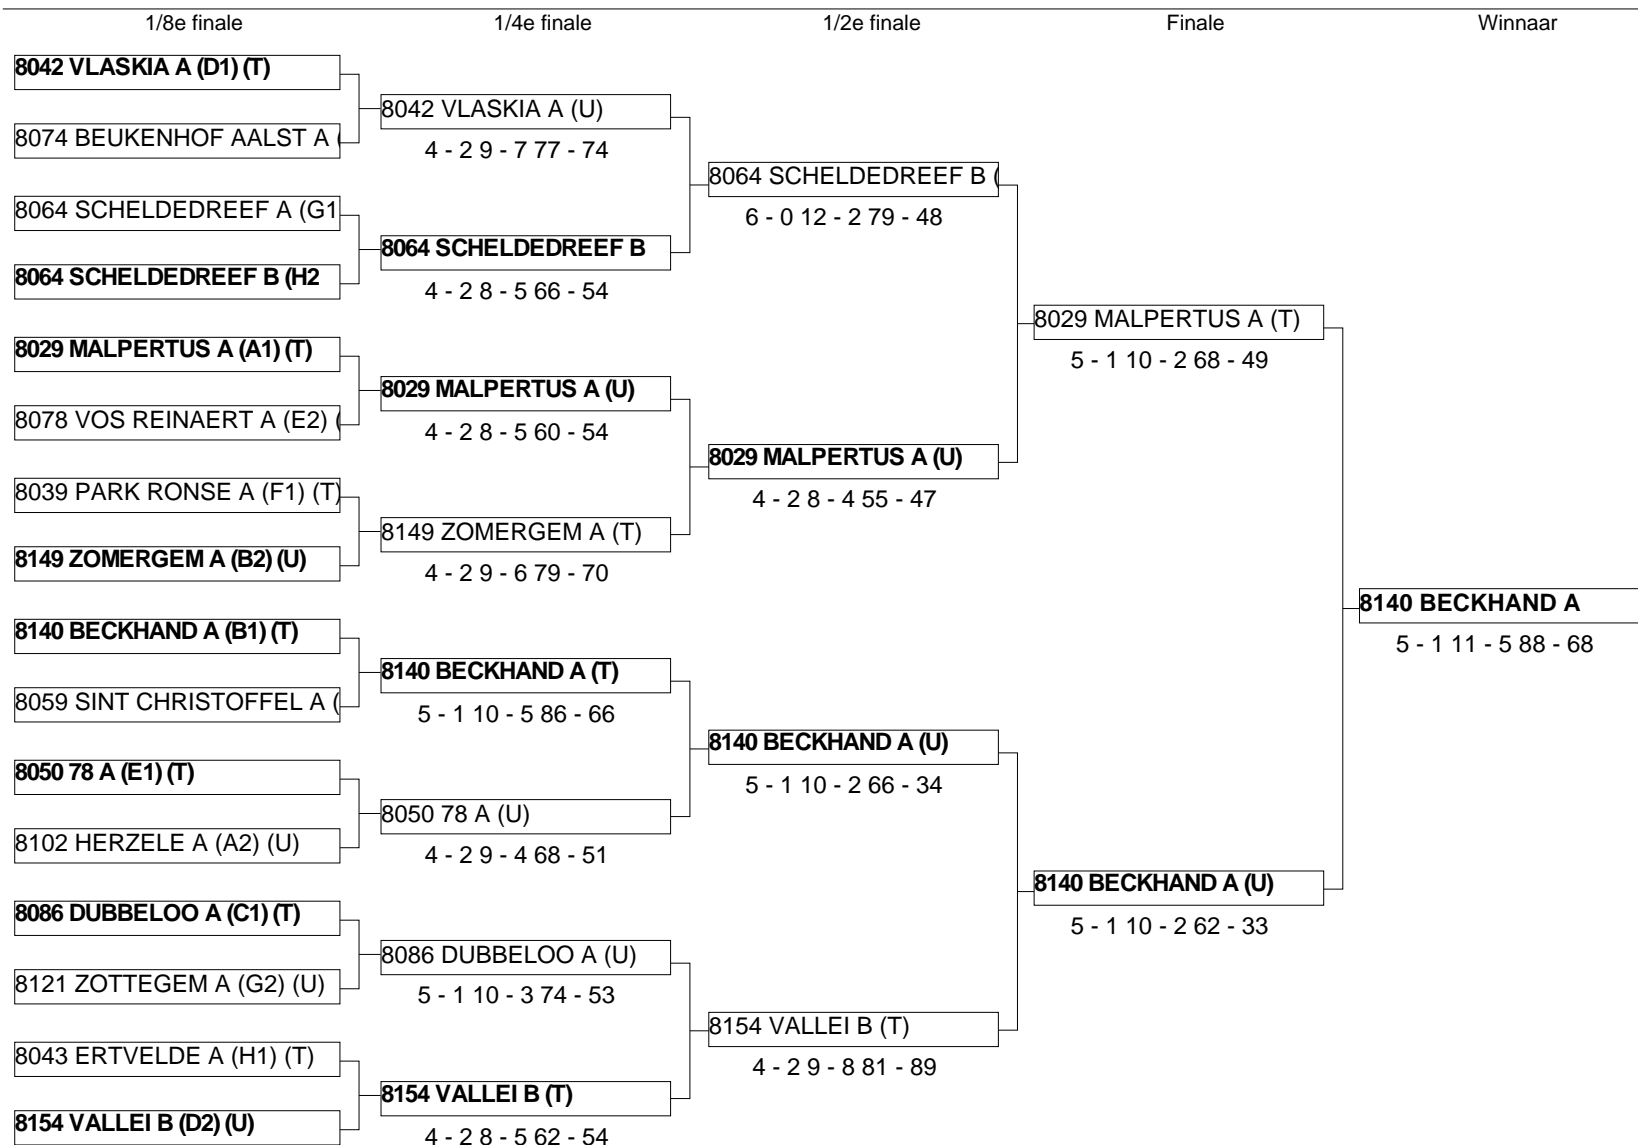 1/8e finale
1/4e finale
1/2e finale
Finale
Winnaar
8042 VLASKIA A (D1) (T)
8074 BEUKENHOF AALST A (
8064 SCHELDEDREEF A (G1
8064 SCHELDEDREEF B (H2
8029 MALPERTUS A (A1) (T)
8078 VOS REINAERT A (E2) (
8039 PARK RONSE A (F1) (T)
8149 ZOMERGEM A (B2) (U)
8140 BECKHAND A (B1) (T)
8059 SINT CHRISTOFFEL A (
8050 78 A (E1) (T)
8102 HERZELE A (A2) (U)
8086 DUBBELOO A (C1) (T)
8121 ZOTTEGEM A (G2) (U)
8043 ERTVELDE A (H1) (T)
8154 VALLEI B (D2) (U)
8042 VLASKIA A (U)
4 - 2 9 - 7 77 - 74
8064 SCHELDEDREEF B
4 - 2 8 - 5 66 - 54
8029 MALPERTUS A (U)
4 - 2 8 - 5 60 - 54
8149 ZOMERGEM A (T)
4 - 2 9 - 6 79 - 70
8140 BECKHAND A (T)
5 - 1 10 - 5 86 - 66
8050 78 A (U)
4 - 2 9 - 4 68 - 51
8086 DUBBELOO A (U)
5 - 1 10 - 3 74 - 53
8154 VALLEI B (T)
4 - 2 8 - 5 62 - 54
8064 SCHELDEDREEF B (
6 - 0 12 - 2 79 - 48
8029 MALPERTUS A (U)
4 - 2 8 - 4 55 - 47
8140 BECKHAND A (U)
5 - 1 10 - 2 66 - 34
8154 VALLEI B (T)
4 - 2 9 - 8 81 - 89
8029 MALPERTUS A (T)
5 - 1 10 - 2 68 - 49
8140 BECKHAND A (U)
5 - 1 10 - 2 62 - 33
8140 BECKHAND A
5 - 1 11 - 5 88 - 68